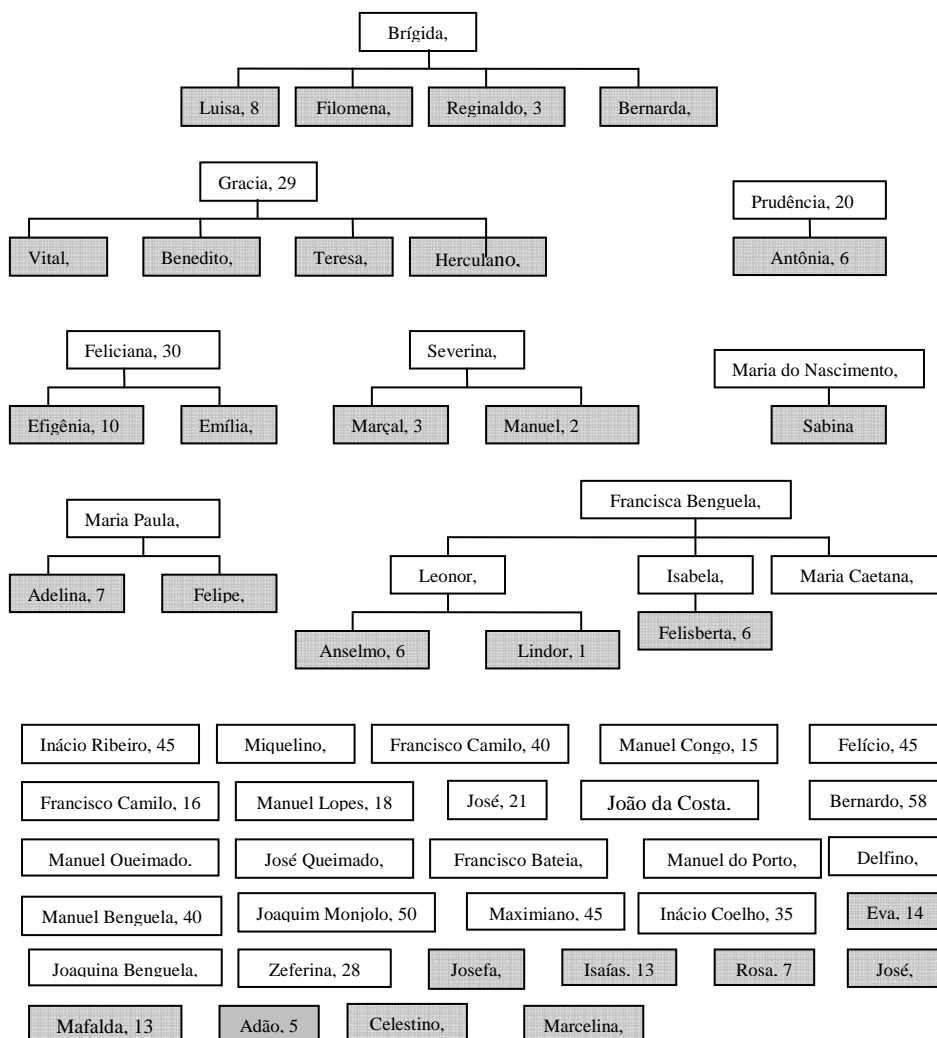 Brígida,
Luisa, 8
Filomena,
Reginaldo, 3
Bernarda,
Gracia, 29
Prudência, 20
Vital,
Benedito,
Teresa,
Herculano,
Antônia, 6
Feliciana, 30
Severina,
Maria do Nascimento,
Efigênia, 10
Emília,
Marçal, 3
Manuel, 2
Sabina
Francisca Benguela,
Maria Paula,
Leonor,
Isabela,
Maria Caetana,
Adelina, 7
Felipe,
Felisberta, 6
Anselmo, 6
Lindor, 1
Inácio Ribeiro, 45
Miquelino,
Francisco Camilo, 40
Manuel Congo, 15
Felício, 45
Francisco Camilo, 16
Manuel Lopes, 18
José, 21
João da Costa.
Bernardo, 58
Manuel Queimado.
José Queimado,
Francisco Bateia,
Manuel do Porto,
Delfino,
Manuel Benguela, 40
Joaquim Monjolo, 50
Maximiano, 45
Inácio Coelho, 35
Eva, 14
Joaquina Benguela,
Zeferina, 28
Josefa,
Isaías. 13
Rosa. 7
José,
Mafalda, 13
Adão, 5
Celestino,
Marcelina,